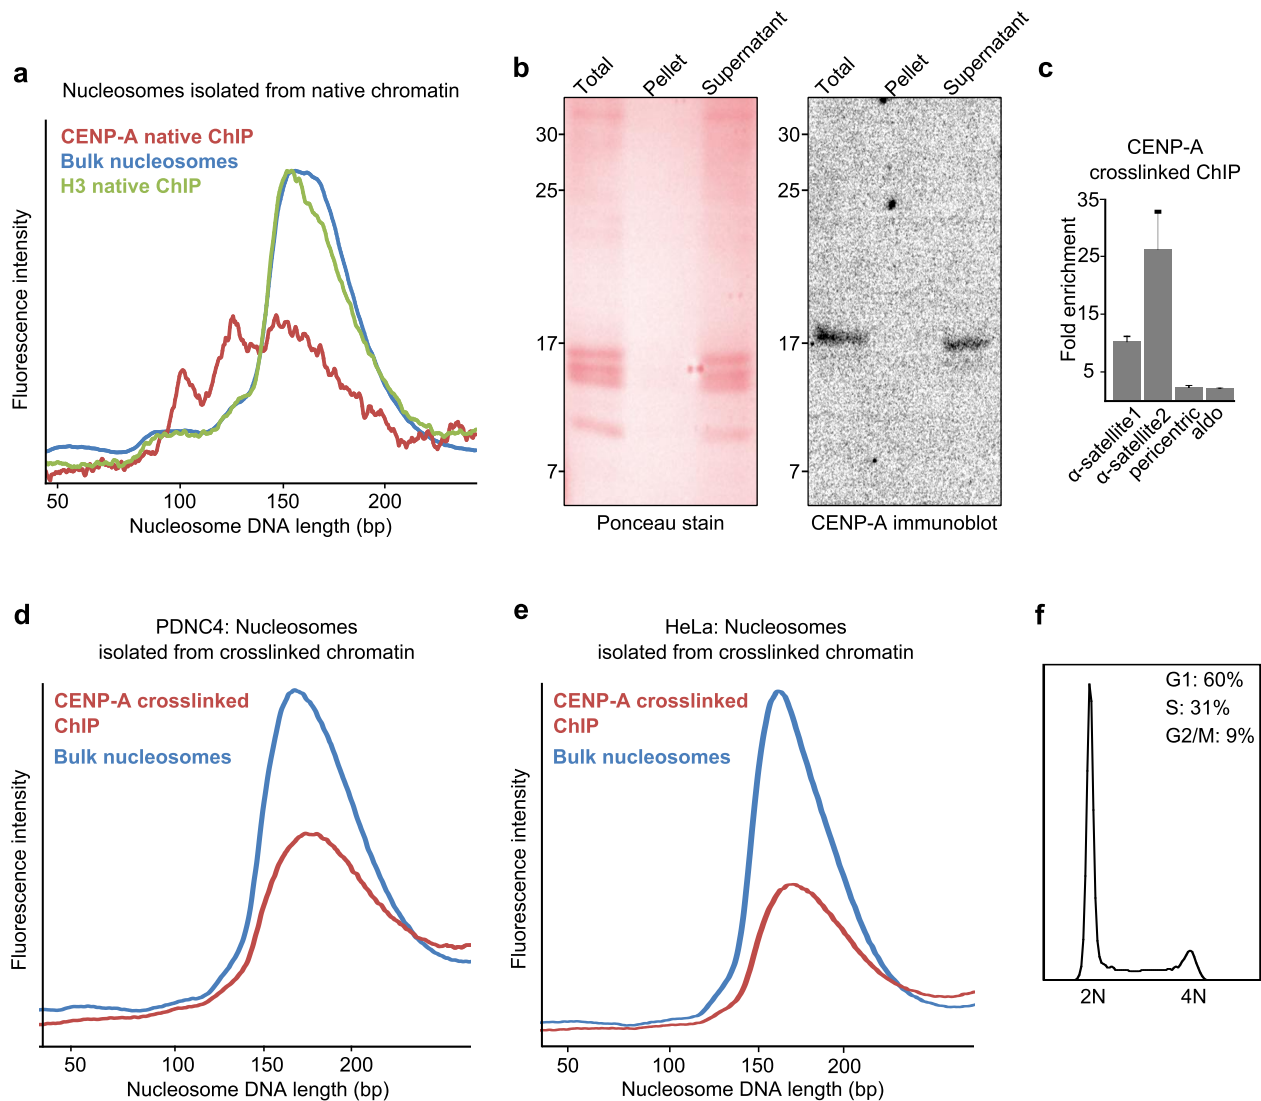 a
Nucleosomes isolated from native chromatin
CENP-A native ChIP
Bulk nucleosomes
H3 native ChIP
Fluorescence intensity
50 100 150 200
Nucleosome DNA length (bp)
b
Total Pellet Supernatant
30
25
17
7
Ponceau stain
Total Pellet Supernatant
30
25
17
7
CENP-A immunoblot
c
CENP-A
crosslinked ChIP
Fold enrichment
35
25
15
5
α-satellite1
α-satellite2
pericentric
aldo
d
PDNC4: Nucleosomes
isolated from crosslinked chromatin
CENP-A crosslinked
ChIP
Bulk nucleosomes
Fluorescence intensity
50 100 150 200
Nucleosome DNA length (bp)
e
HeLa: Nucleosomes
isolated from crosslinked chromatin
CENP-A crosslinked
ChIP
Bulk nucleosomes
Fluorescence intensity
50 100 150 200
Nucleosome DNA length (bp)
f
G1: 60%
S: 31%
G2/M: 9%
2N 4N